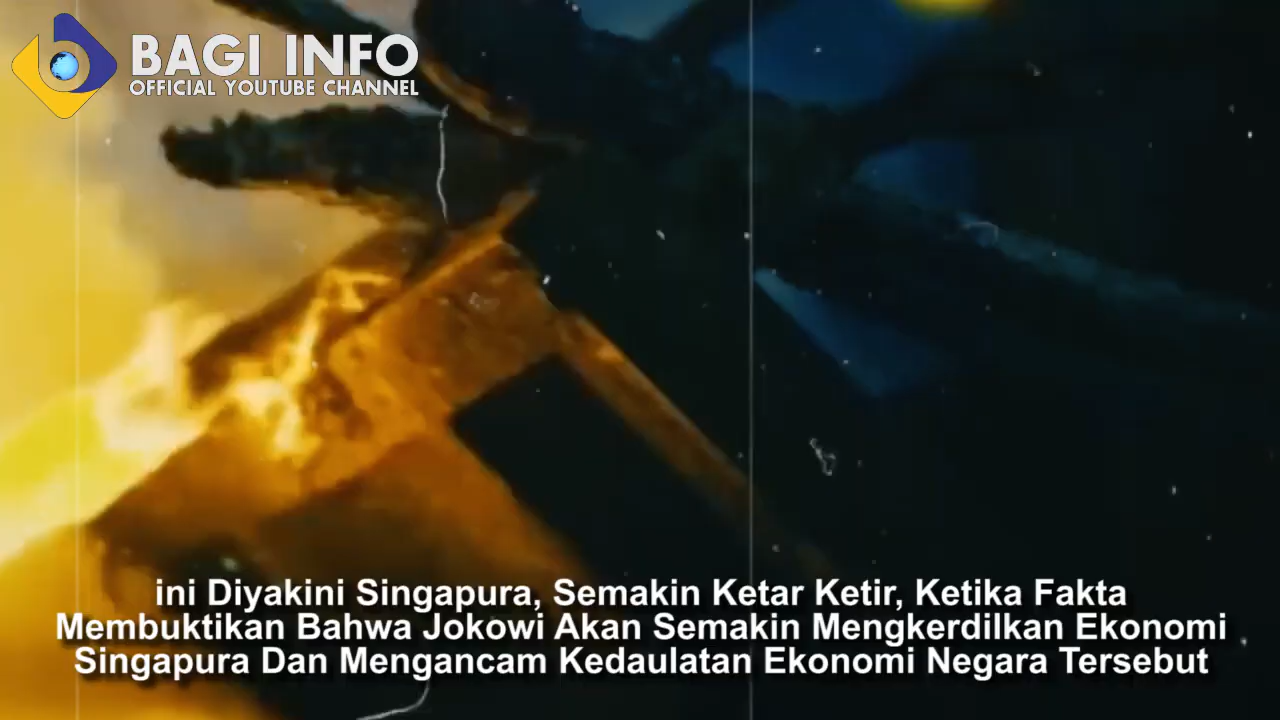 BAGI INFO
OFFICIAL YOUTUBE CHANNEL
ini Diyakini Singapura, Semakin Ketar Ketir, Ketika Fakta
Membuktikan Bahwa Jokowi Akan Semakin Mengkerdilkan Ekonomi
Singapura Dan Mengancam Kedaulatan Ekonomi Negara Tersebut